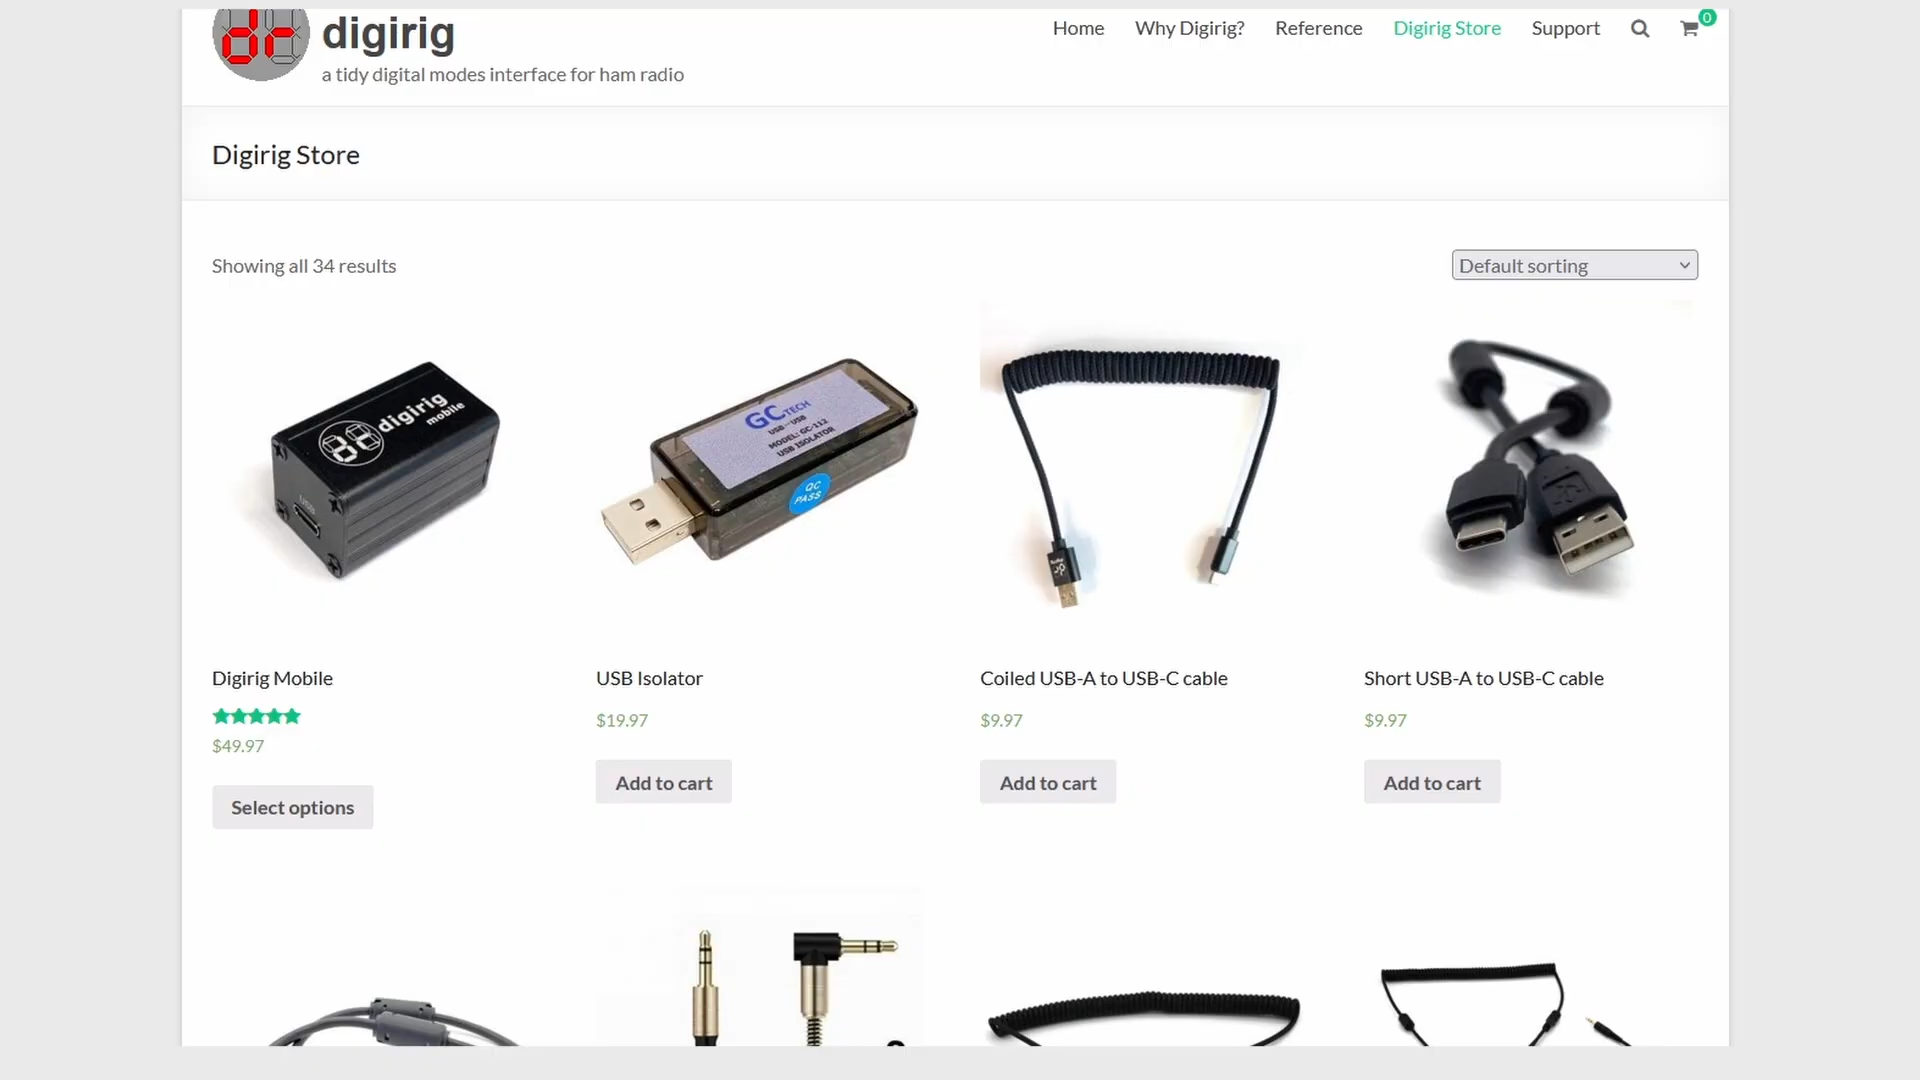 dr
digirig
a tidy digital modes interface for ham radio
Home
Why Digirig?
Reference
Digirig Store
Support
0
Digirig Store
Showing all 34 results
Default sorting
dr digirig
mobile
USB
GC TECH
USB-USB
MODEL: GC-112
USB ISOLATOR
QC
PASS
Digirig Mobile
USB Isolator
Coiled USB-A to USB-C cable
Short USB-A to USB-C cable
$49.97
$19.97
$9.97
$9.97
Select options
Add to cart
Add to cart
Add to cart